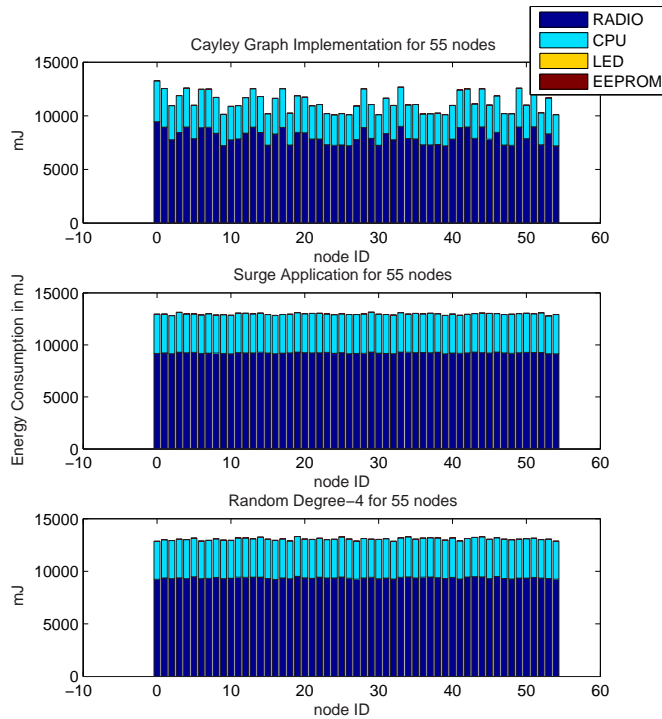 RADIO
CPU
LED
EEPROM
Cayley Graph Implementation for 55 nodes
15000
10000
5000
0
mJ
−10 0 10 20 30 40 50 60
node ID
Surge Application for 55 nodes
15000
10000
5000
0
Energy Consumption in mJ
−10 0 10 20 30 40 50 60
node ID
Random Degree−4 for 55 nodes
15000
10000
5000
0
mJ
−10 0 10 20 30 40 50 60
node ID